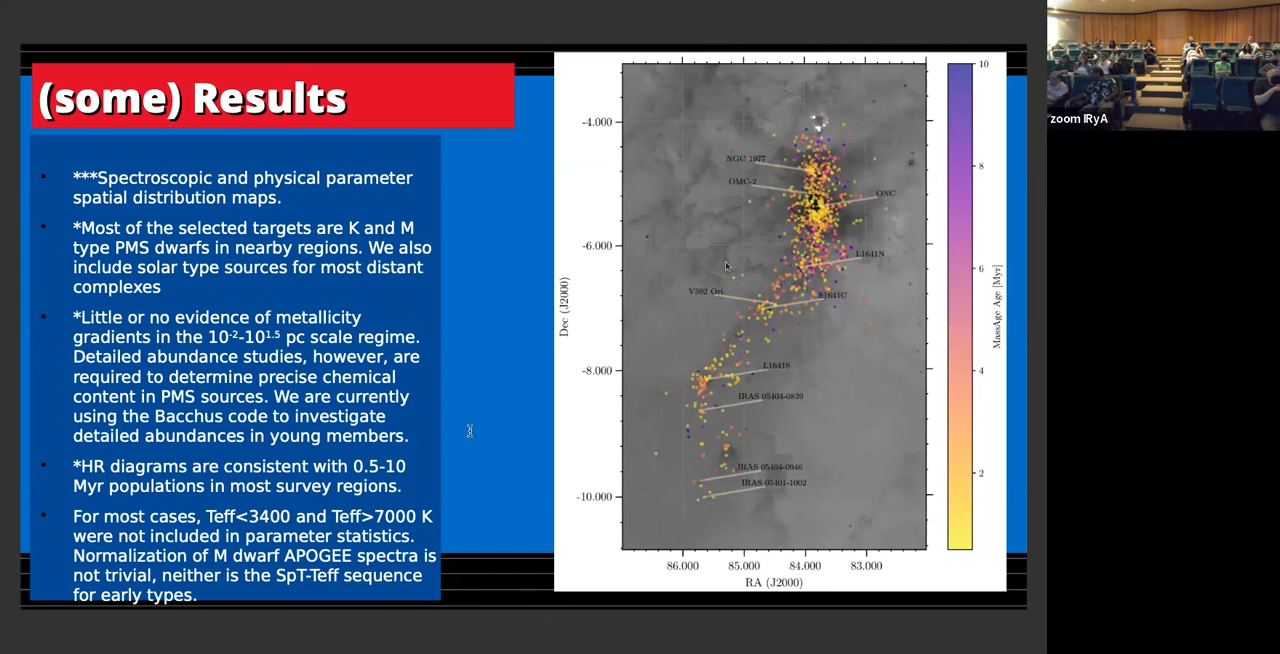 (some) Results
• ***Spectroscopic and physical parameter
spatial distribution maps.
• *Most of the selected targets are K and M
type PMS dwarfs in nearby regions. We also
include solar type sources for most distant
complexes
• *Little or no evidence of metallicity
gradients in the 10⁻²-10¹·⁵ pc scale regime.
Detailed abundance studies, however, are
required to determine precise chemical
content in PMS sources. We are currently
using the Bacchus code to investigate
detailed abundances in young members.
• *HR diagrams are consistent with 0.5-10
Myr populations in most survey regions.
• For most cases, Teff<3400 and Teff>7000 K
were not included in parameter statistics.
Normalization of M dwarf APOGEE spectra is
not trivial, neither is the SpT-Teff sequence
for early types.
-4.000
-6.000
-8.000
-10.000
Dec (J2000)
NGC 1977
OMC-2
ONC
L1641N
V592 Ori
L1641C
L1641S
IRAS 05404-0839
IRAS 05404-0946
IRAS 05401-1002
86.000
85.000
84.000
83.000
RA (J2000)
10
8
6
4
2
MassAge Age [Myr]
zoom IRyA